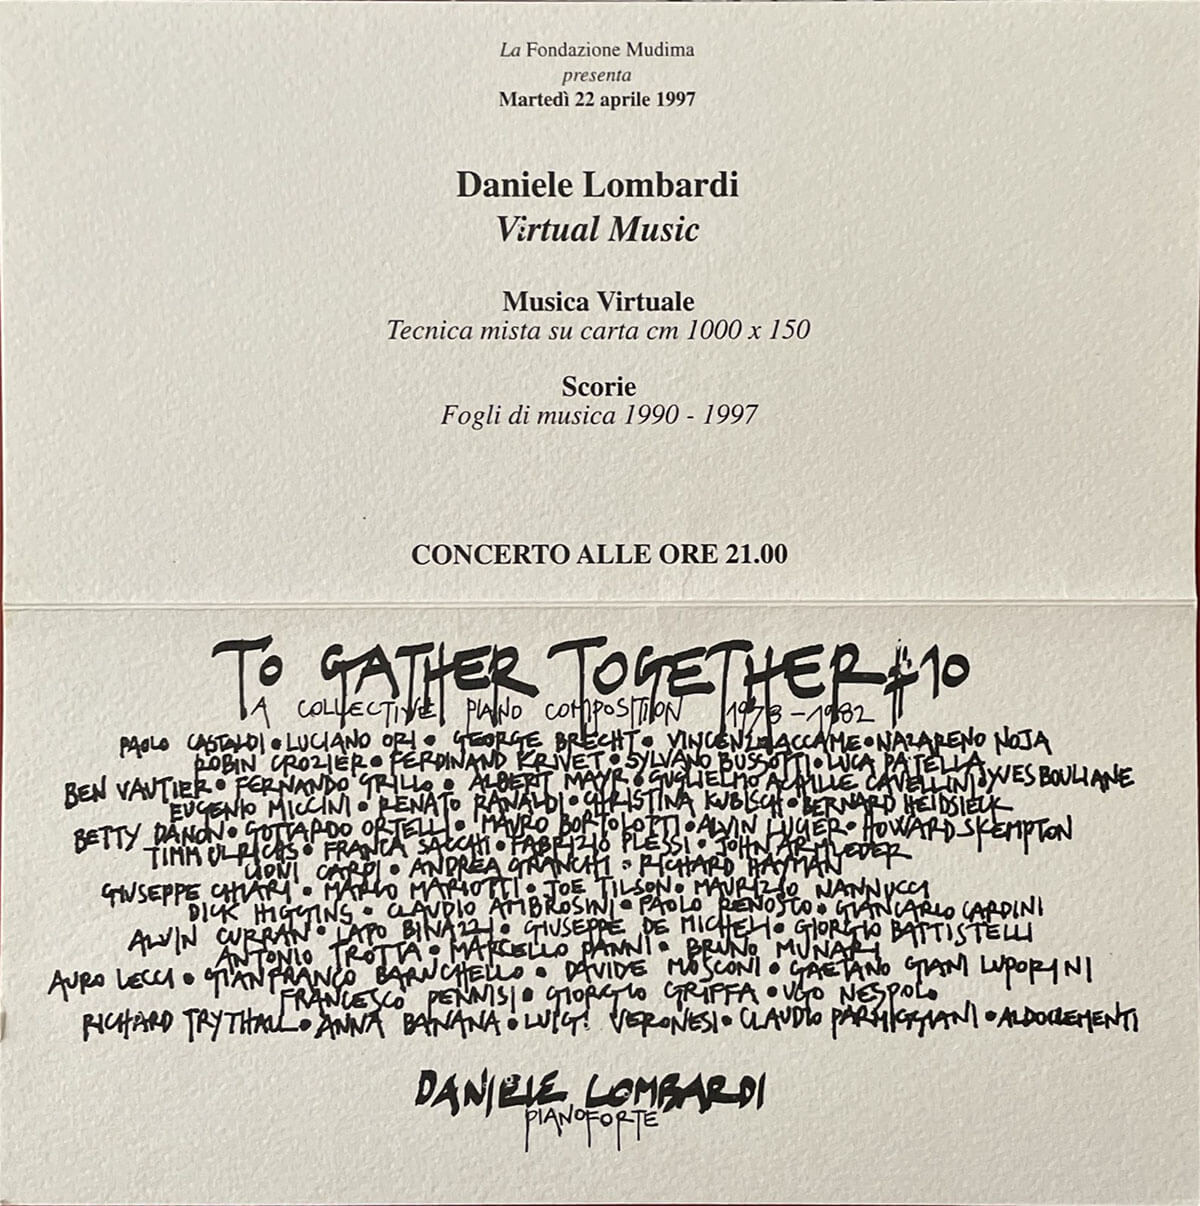 La Fondazione Mudima
presenta
Martedì 22 aprile 1997
Daniele Lombardi
Virtual Music
Musica Virtuale
Tecnica mista su carta cm 1000 x 150
Scorie
Fogli di musica 1990 - 1997
CONCERTO ALLE ORE 21.00
TO GATHER TOGETHER #10
A COLLECTIVE PIANO COMPOSITION 1978-1982
PAOLO CASTALDI • LUCIANO ORI • GEORGE BRECHT • VINCENZO ACCAME • NAZARENO NOJA
ROBIN CROZIER • FERDINAND KRIVET • SYLVANO BUSSOTTI • LUCA PATELLA
BEN VAUTIER • FERNANDO GRILLO • ALBERT MAYR • GUGLIELMO ACHILLE CAVELLINI • YVES BOULIANE
EUGENIO MICCINI • RENATO RANALDI • CHRISTINA KUBISCH • BERNARD HEIDSIECK
BETTY DANON • GOTTARDO ORTELLI • MAURO BORTOLOTTI • ALVIN LUCIER • HOWARD SKEMPTON
TIMM ULRICHS • FRANCA SACCHI • FABRIZIO PLESSI • JOHN ARMLEDER
LIONI CARPI • ANDREA GRANCHI • RICHARD HAYMAN
GIUSEPPE CHIARI • MARCO MARIOTTI • JOE TILSON • MAURIZIO NANNUCCI
DICK HIGGINS • CLAUDIO AMBROSINI • PAOLO RENOSTO • GIANCARLO CARDINI
ALVIN CURRAN • LAPO BINAZZI • GIUSEPPE DE MICHELI • GIORGIO BATTISTELLI
ANTONIO TROTTA • MARCELLO PANNI • BRUNO MUNARI
AURO LECCI • GIANFRANCO BARUCHELLO • DAVIDE MOSCONI • GAETANO GIANI LUPORINI
FRANCESCO PENNISI • GIORGIO GRIFFA • UGO NESPOLO
RICHARD TRYTHALL • ANNA BANANA • LUIGI VERONESI • CLAUDIO PARMIGGIANI • ALDO CLEMENTI
DANIELE LOMBARDI
PIANOFORTE